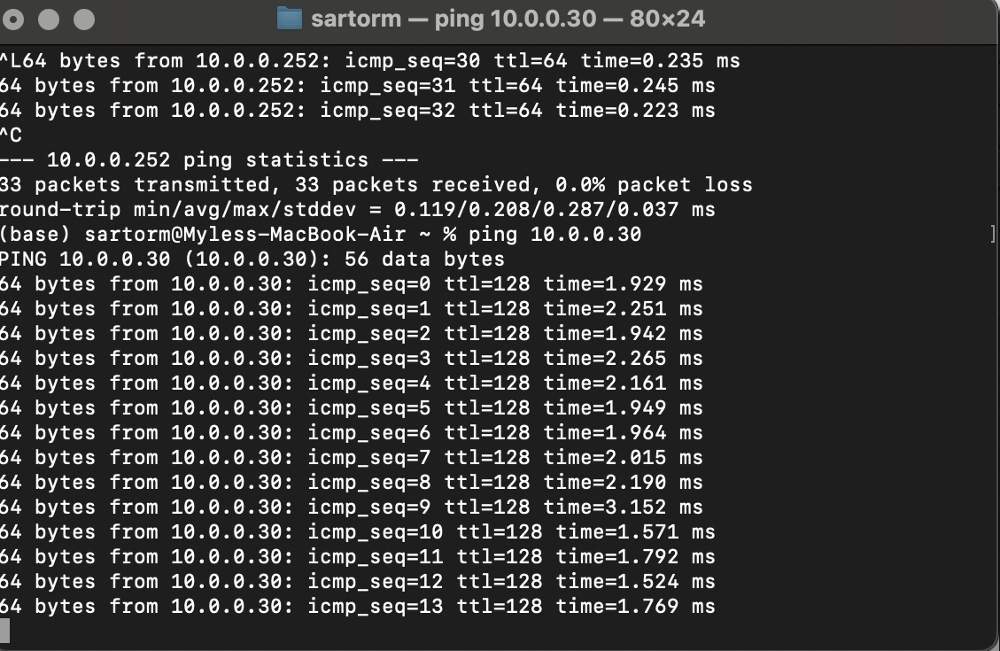 sartorm — ping 10.0.0.30 — 80×24
^L64 bytes from 10.0.0.252: icmp_seq=30 ttl=64 time=0.235 ms
64 bytes from 10.0.0.252: icmp_seq=31 ttl=64 time=0.245 ms
64 bytes from 10.0.0.252: icmp_seq=32 ttl=64 time=0.223 ms
^C
--- 10.0.0.252 ping statistics ---
33 packets transmitted, 33 packets received, 0.0% packet loss
round-trip min/avg/max/stddev = 0.119/0.208/0.287/0.037 ms
(base) sartorm@Myless-MacBook-Air ~ % ping 10.0.0.30 ]
PING 10.0.0.30 (10.0.0.30): 56 data bytes
64 bytes from 10.0.0.30: icmp_seq=0 ttl=128 time=1.929 ms
64 bytes from 10.0.0.30: icmp_seq=1 ttl=128 time=2.251 ms
64 bytes from 10.0.0.30: icmp_seq=2 ttl=128 time=1.942 ms
64 bytes from 10.0.0.30: icmp_seq=3 ttl=128 time=2.265 ms
64 bytes from 10.0.0.30: icmp_seq=4 ttl=128 time=2.161 ms
64 bytes from 10.0.0.30: icmp_seq=5 ttl=128 time=1.949 ms
64 bytes from 10.0.0.30: icmp_seq=6 ttl=128 time=1.964 ms
64 bytes from 10.0.0.30: icmp_seq=7 ttl=128 time=2.015 ms
64 bytes from 10.0.0.30: icmp_seq=8 ttl=128 time=2.190 ms
64 bytes from 10.0.0.30: icmp_seq=9 ttl=128 time=3.152 ms
64 bytes from 10.0.0.30: icmp_seq=10 ttl=128 time=1.571 ms
64 bytes from 10.0.0.30: icmp_seq=11 ttl=128 time=1.792 ms
64 bytes from 10.0.0.30: icmp_seq=12 ttl=128 time=1.524 ms
64 bytes from 10.0.0.30: icmp_seq=13 ttl=128 time=1.769 ms